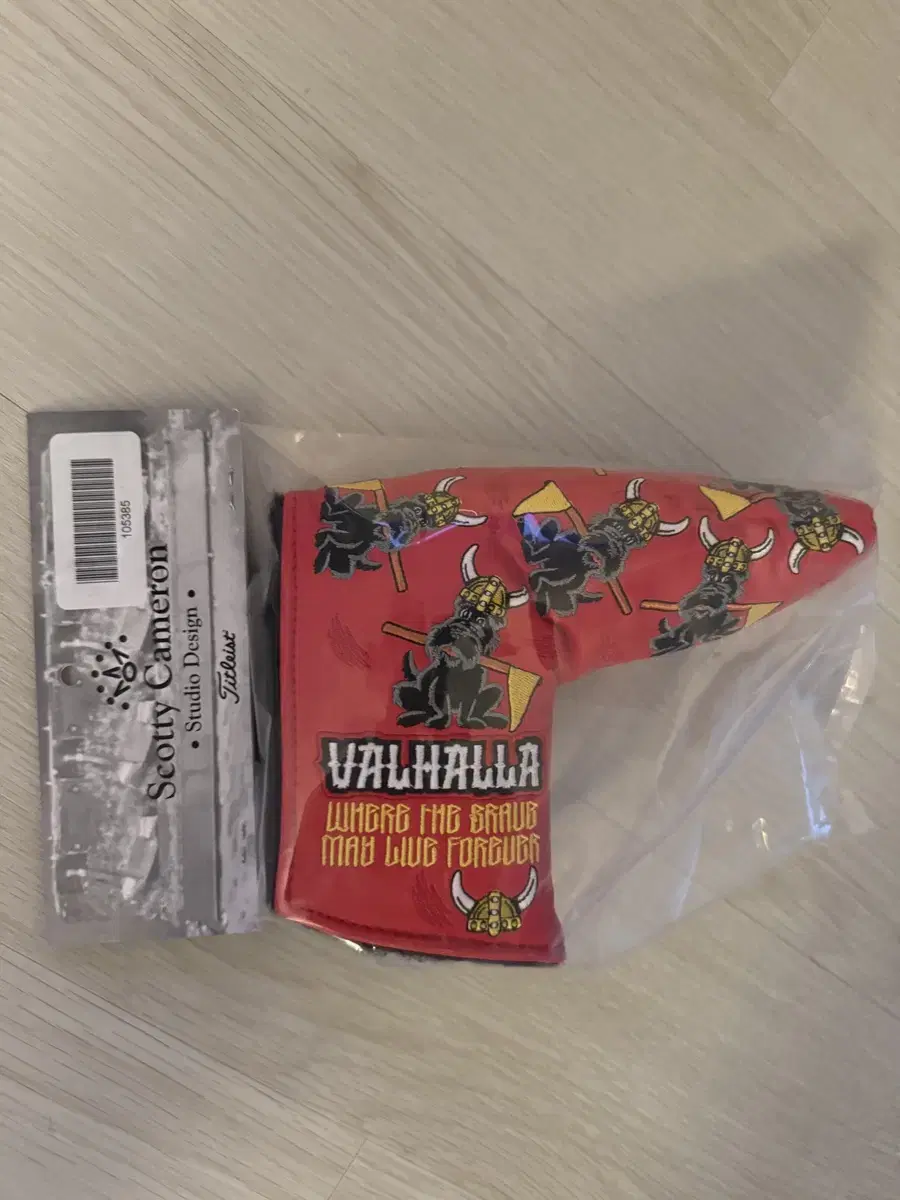 105385
Scotty Cameron
• Studio Design •
Titleist
VALHALLA
WHERE THE BRAVE
MAY LIVE FOREVER